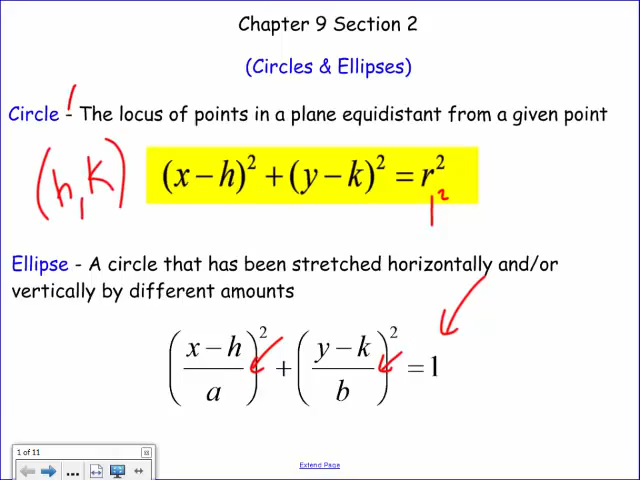 Chapter 9 Section 2
(Circles & Ellipses)
Circle - The locus of points in a plane equidistant from a given point
(h,k) (x − h)² + (y − k)² = r²
1²
Ellipse - A circle that has been stretched horizontally and/or
vertically by different amounts
((x − h)/a)² + ((y − k)/b)² = 1
1 of 11
Extend Page